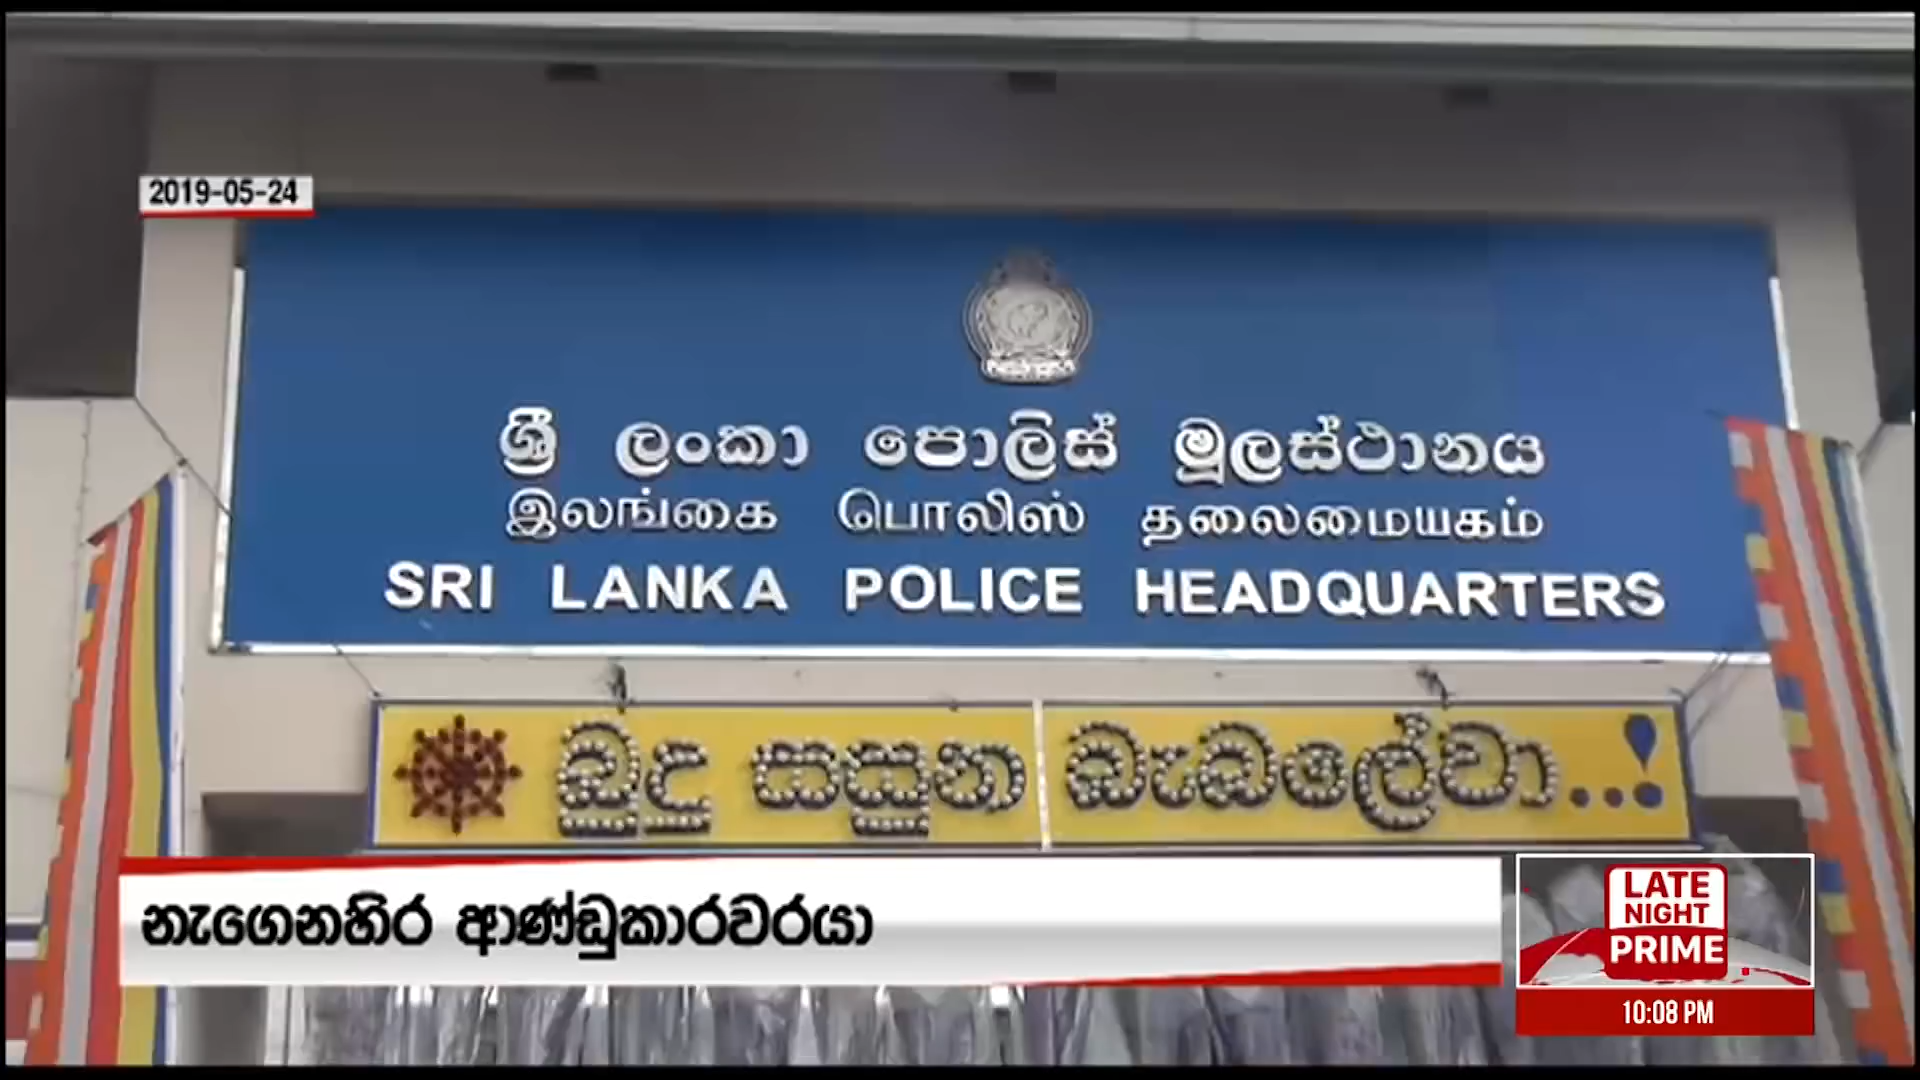 2019-05-24
ශ්‍රී ලංකා පොලිස් මූලස්ථානය
இலங்கை பொலிஸ் தலைமையகம்
SRI LANKA POLICE HEADQUARTERS
බුදු සසුන බැබලේවා..!
නැගෙනහිර ආණ්ඩුකාරවරයා
LATE
NIGHT
PRIME
10:08 PM